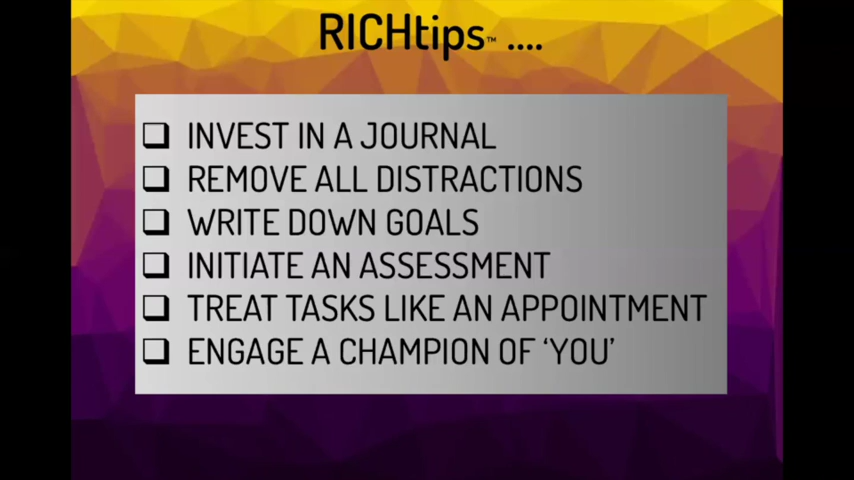 RICHtips™ ....
INVEST IN A JOURNAL
REMOVE ALL DISTRACTIONS
WRITE DOWN GOALS
INITIATE AN ASSESSMENT
TREAT TASKS LIKE AN APPOINTMENT
ENGAGE A CHAMPION OF ‘YOU’